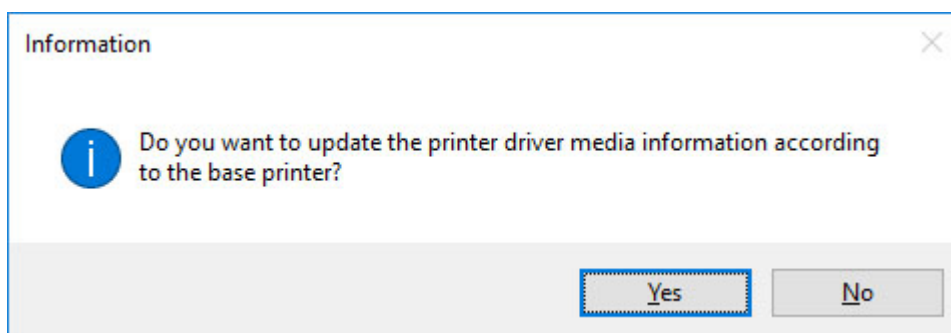 Information
Do you want to update the printer driver media information according
to the base printer?
Yes
No